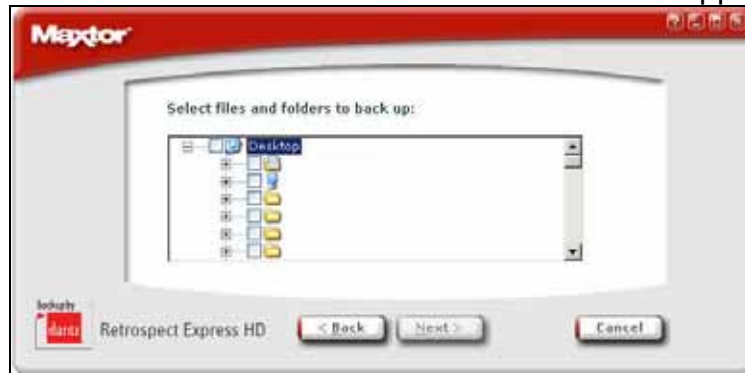 Maxtor
Select files and folders to back up:
Desktop
backup by
dantz
Retrospect Express HD
< Back
Next >
Cancel